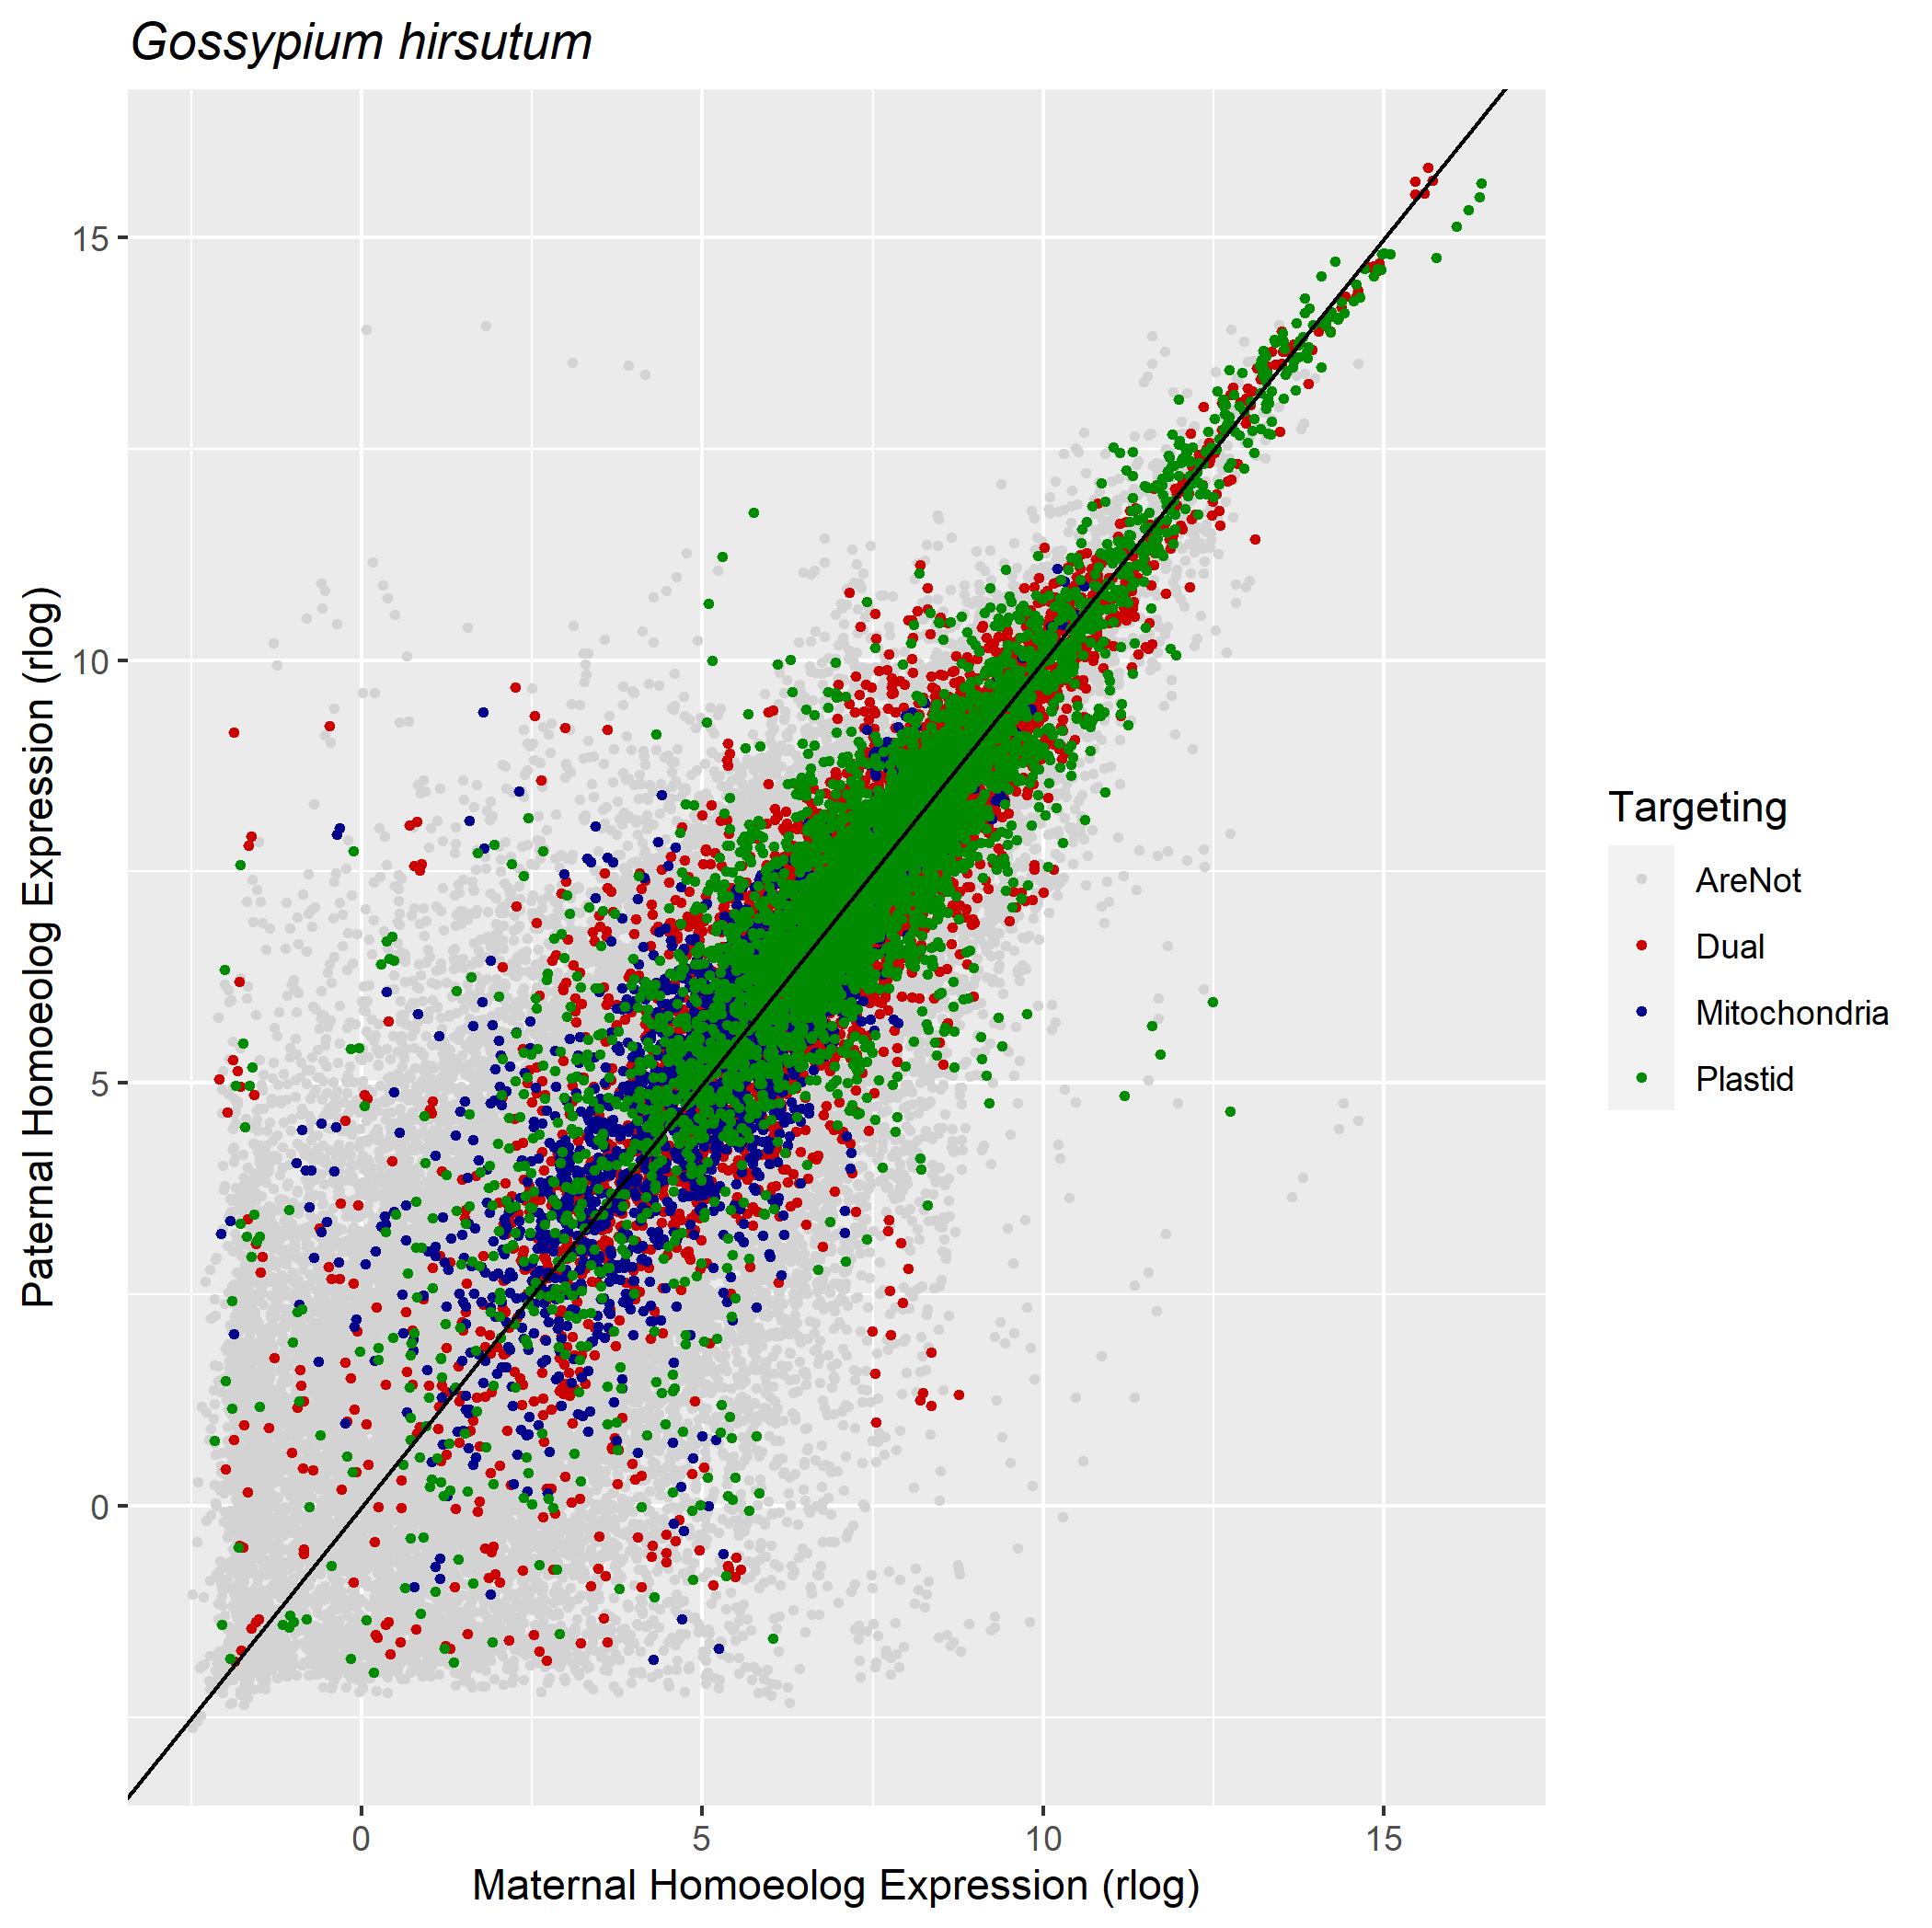 Gossypium hirsutum
Paternal Homoeolog Expression (rlog)
15
10
5
0
0
5
10
15
Maternal Homoeolog Expression (rlog)
Targeting
AreNot
Dual
Mitochondria
Plastid